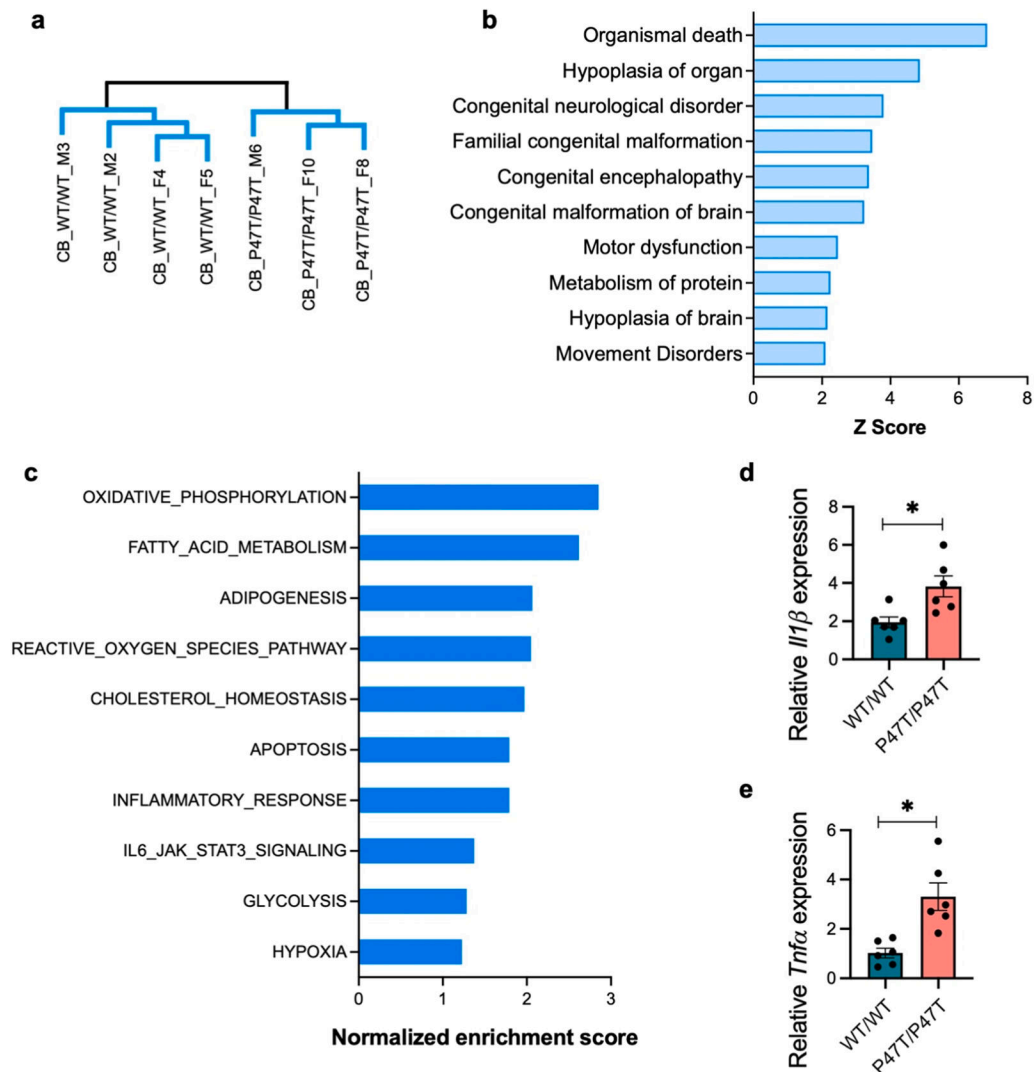 a
CB_WT/WT_M3
CB_WT/WT_M2
CB_WT/WT_F4
CB_WT/WT_F5
CB_P47T/P47T_M6
CB_P47T/P47T_F10
CB_P47T/P47T_F8
b
Organismal death
Hypoplasia of organ
Congenital neurological disorder
Familial congenital malformation
Congenital encephalopathy
Congenital malformation of brain
Motor dysfunction
Metabolism of protein
Hypoplasia of brain
Movement Disorders
0 2 4 6 8
Z Score
c
OXIDATIVE_PHOSPHORYLATION
FATTY_ACID_METABOLISM
ADIPOGENESIS
REACTIVE_OXYGEN_SPECIES_PATHWAY
CHOLESTEROL_HOMEOSTASIS
APOPTOSIS
INFLAMMATORY_RESPONSE
IL6_JAK_STAT3_SIGNALING
GLYCOLYSIS
HYPOXIA
0 1 2 3
Normalized enrichment score
d
Relative Il1β expression
8
6
4
2
0
*
WT/WT
P47T/P47T
e
Relative Tnfα expression
6
4
2
0
*
WT/WT
P47T/P47T